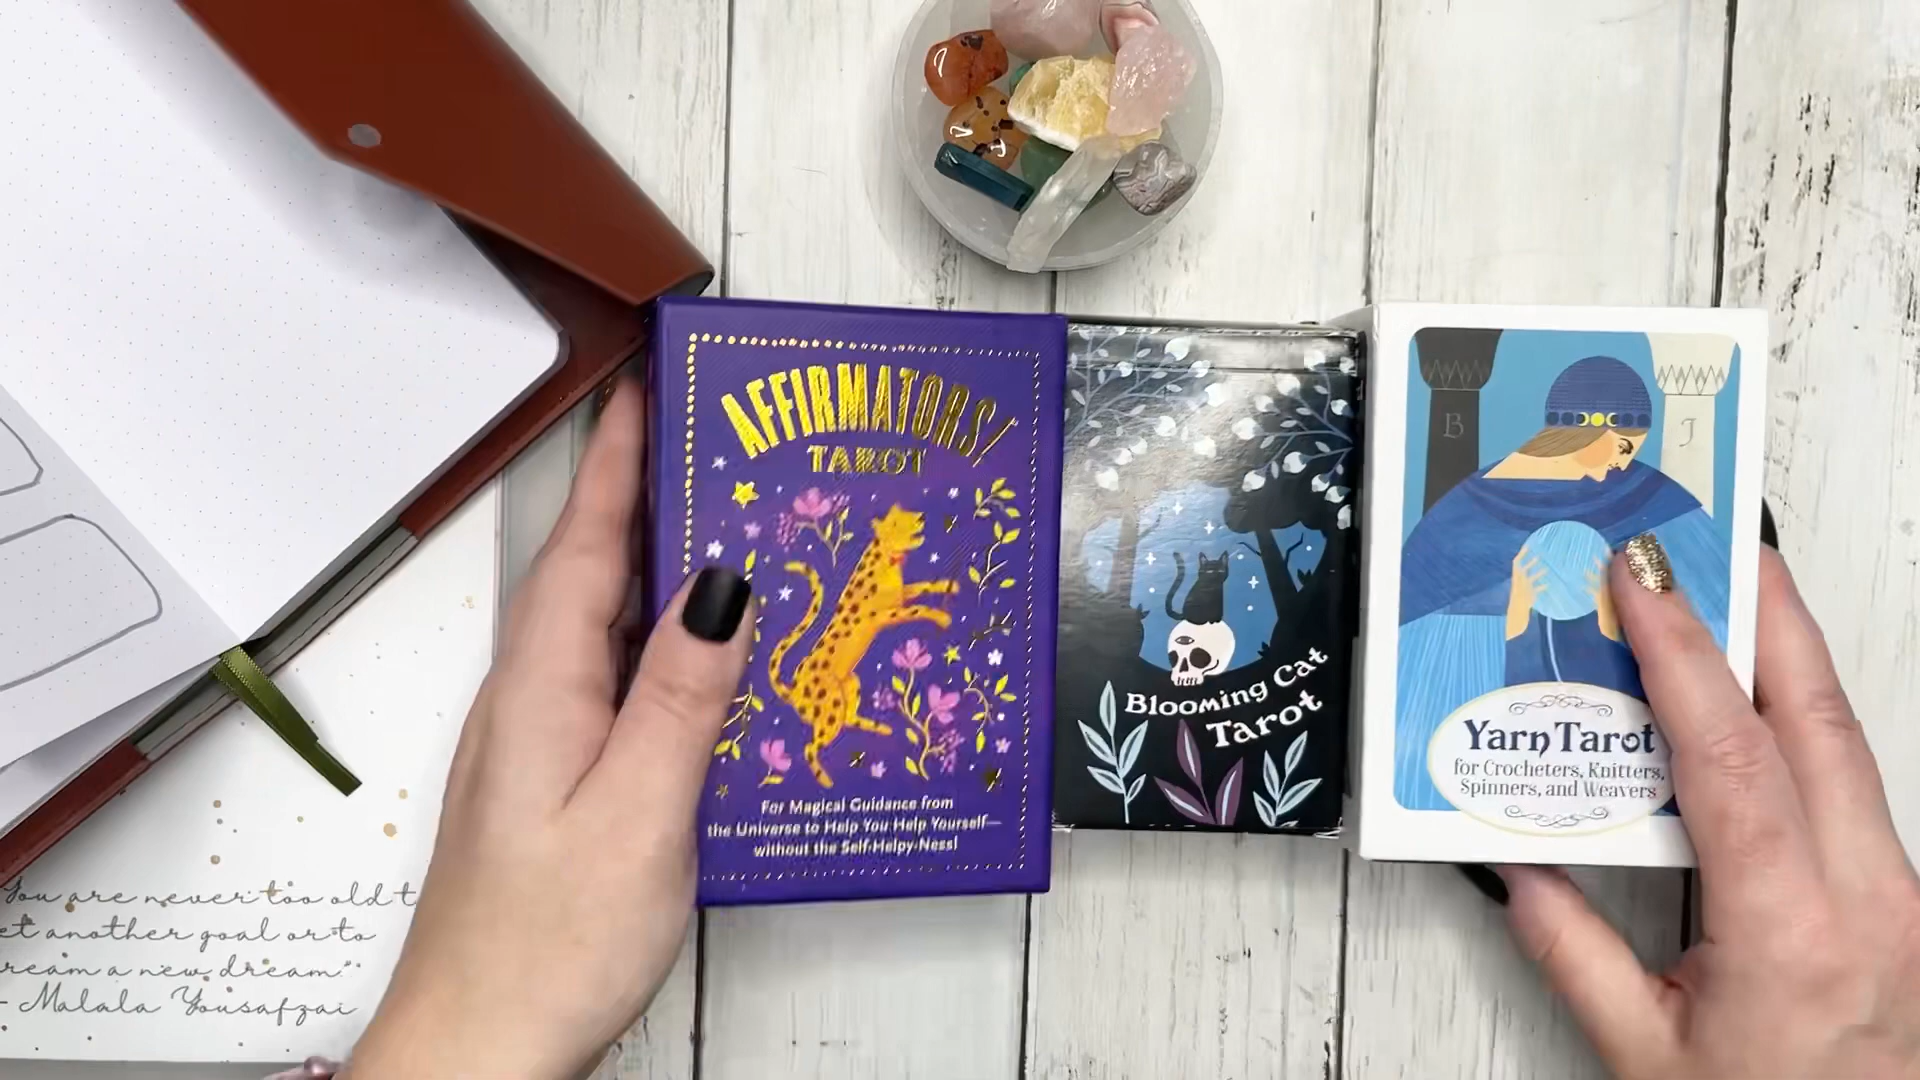 AFFIRMATORS!
TAROT
For Magical Guidance from
the Universe to Help You Help Yourself—
without the Self-Helpy-Ness!
Blooming Cat
Tarot
B
J
Yarn Tarot
for Crocheters, Knitters,
Spinners, and Weavers
You are never too old t
et another goal or to
ream a new dream."
- Malala Yousafzai